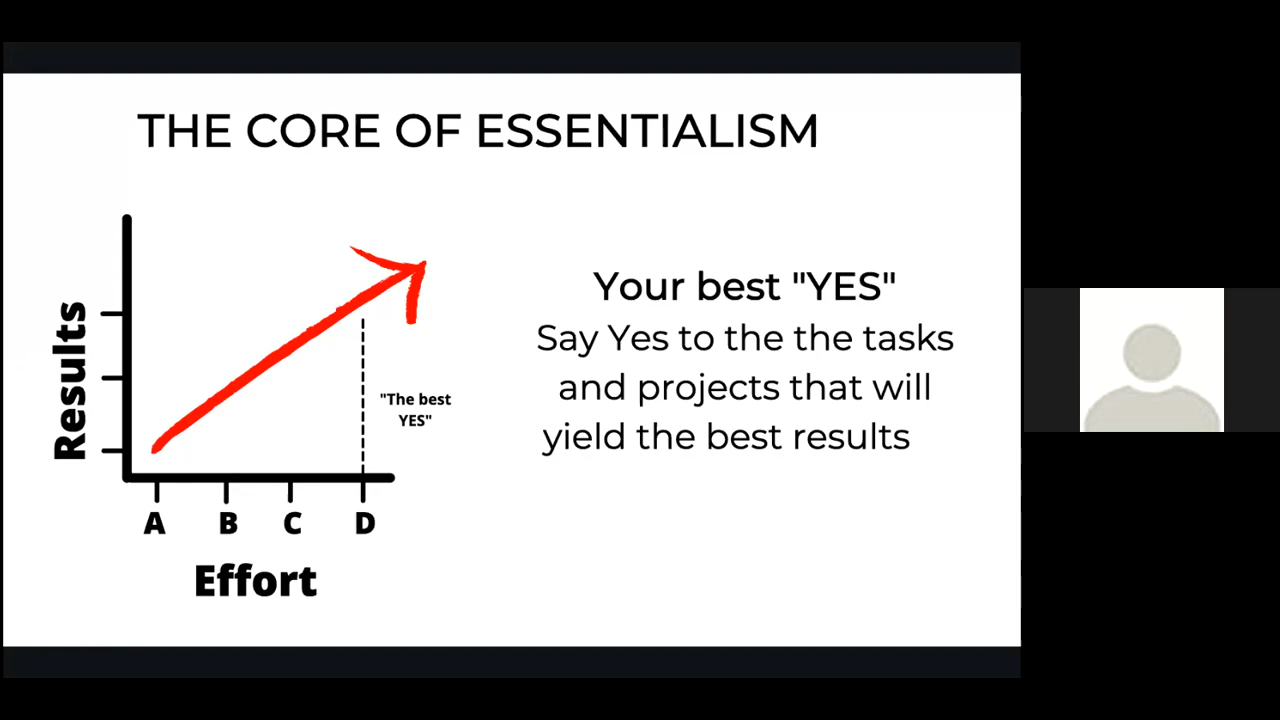 THE CORE OF ESSENTIALISM
Results
"The best
YES"
A B C D
Effort
Your best "YES"
Say Yes to the the tasks
and projects that will
yield the best results